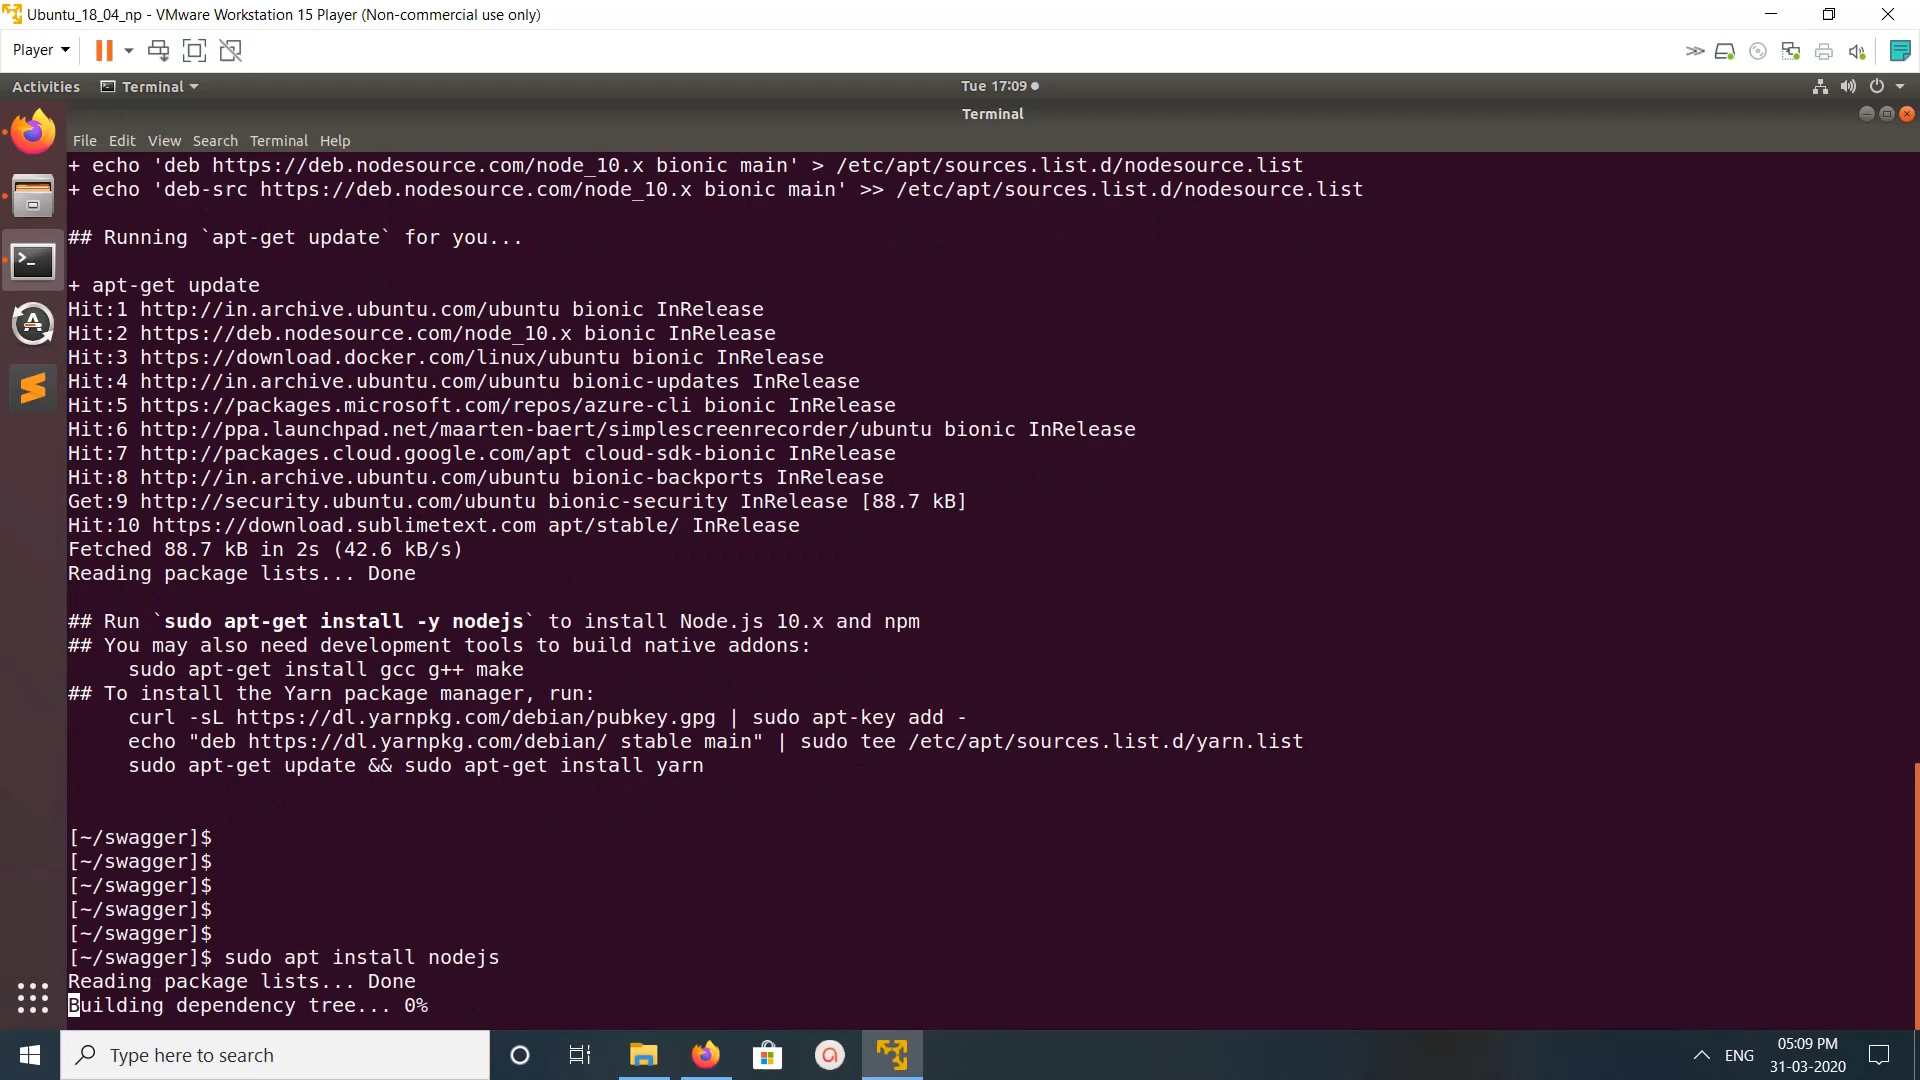 Ubuntu_18_04_np - VMware Workstation 15 Player (Non-commercial use only)
Player
Activities
Terminal
Tue 17:09
Terminal
File Edit View Search Terminal Help
+ echo 'deb https://deb.nodesource.com/node_10.x bionic main' > /etc/apt/sources.list.d/nodesource.list
+ echo 'deb-src https://deb.nodesource.com/node_10.x bionic main' >> /etc/apt/sources.list.d/nodesource.list
## Running `apt-get update` for you...
+ apt-get update
Hit:1 http://in.archive.ubuntu.com/ubuntu bionic InRelease
Hit:2 https://deb.nodesource.com/node_10.x bionic InRelease
Hit:3 https://download.docker.com/linux/ubuntu bionic InRelease
Hit:4 http://in.archive.ubuntu.com/ubuntu bionic-updates InRelease
Hit:5 https://packages.microsoft.com/repos/azure-cli bionic InRelease
Hit:6 http://ppa.launchpad.net/maarten-baert/simplescreenrecorder/ubuntu bionic InRelease
Hit:7 http://packages.cloud.google.com/apt cloud-sdk-bionic InRelease
Hit:8 http://in.archive.ubuntu.com/ubuntu bionic-backports InRelease
Get:9 http://security.ubuntu.com/ubuntu bionic-security InRelease [88.7 kB]
Hit:10 https://download.sublimetext.com apt/stable/ InRelease
Fetched 88.7 kB in 2s (42.6 kB/s)
Reading package lists... Done
## Run `sudo apt-get install -y nodejs` to install Node.js 10.x and npm
## You may also need development tools to build native addons:
sudo apt-get install gcc g++ make
## To install the Yarn package manager, run:
curl -sL https://dl.yarnpkg.com/debian/pubkey.gpg | sudo apt-key add -
echo "deb https://dl.yarnpkg.com/debian/ stable main" | sudo tee /etc/apt/sources.list.d/yarn.list
sudo apt-get update && sudo apt-get install yarn
[~/swagger]$
[~/swagger]$
[~/swagger]$
[~/swagger]$
[~/swagger]$
[~/swagger]$ sudo apt install nodejs
Reading package lists... Done
Building dependency tree... 0%
Type here to search
ENG
05:09 PM
31-03-2020